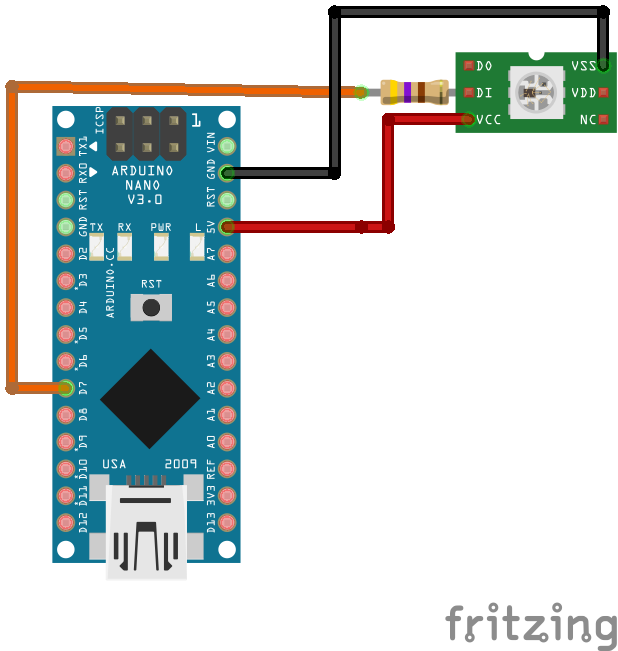 DO VSS
DI VDD
VCC NC
ICSP
1
TX1 VIN
RX0 GND
RST RST
GND 5V
ARDUINO
NANO
V3.0
TX RX PWR L
D2 A7
D3 A6
D4 A5
D5 A4
D6 A3
D7 A2
D8 A1
D9 A0
D10 REF
D11 3V3
D12 D13
ARDUINO.CC
RST
USA 2009
fritzing